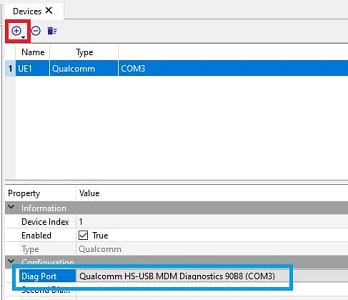 Devices
Name Type
1 UE1 Qualcomm COM3
Property Value
Information
Device Index 1
Enabled True
Type Qualcomm
Configuration
Diag Port Qualcomm HS-USB MDM Diagnostics 90B8 (COM3)
Second Dia...